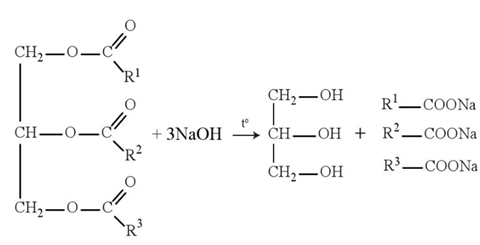 O
CH₂—O—C
R¹
O
CH—O—C
R²
O
CH₂—O—C
R³
+ 3NaOH
t°
CH₂—OH
CH—OH
CH₂—OH
+
R¹—COONa
R²—COONa
R³—COONa